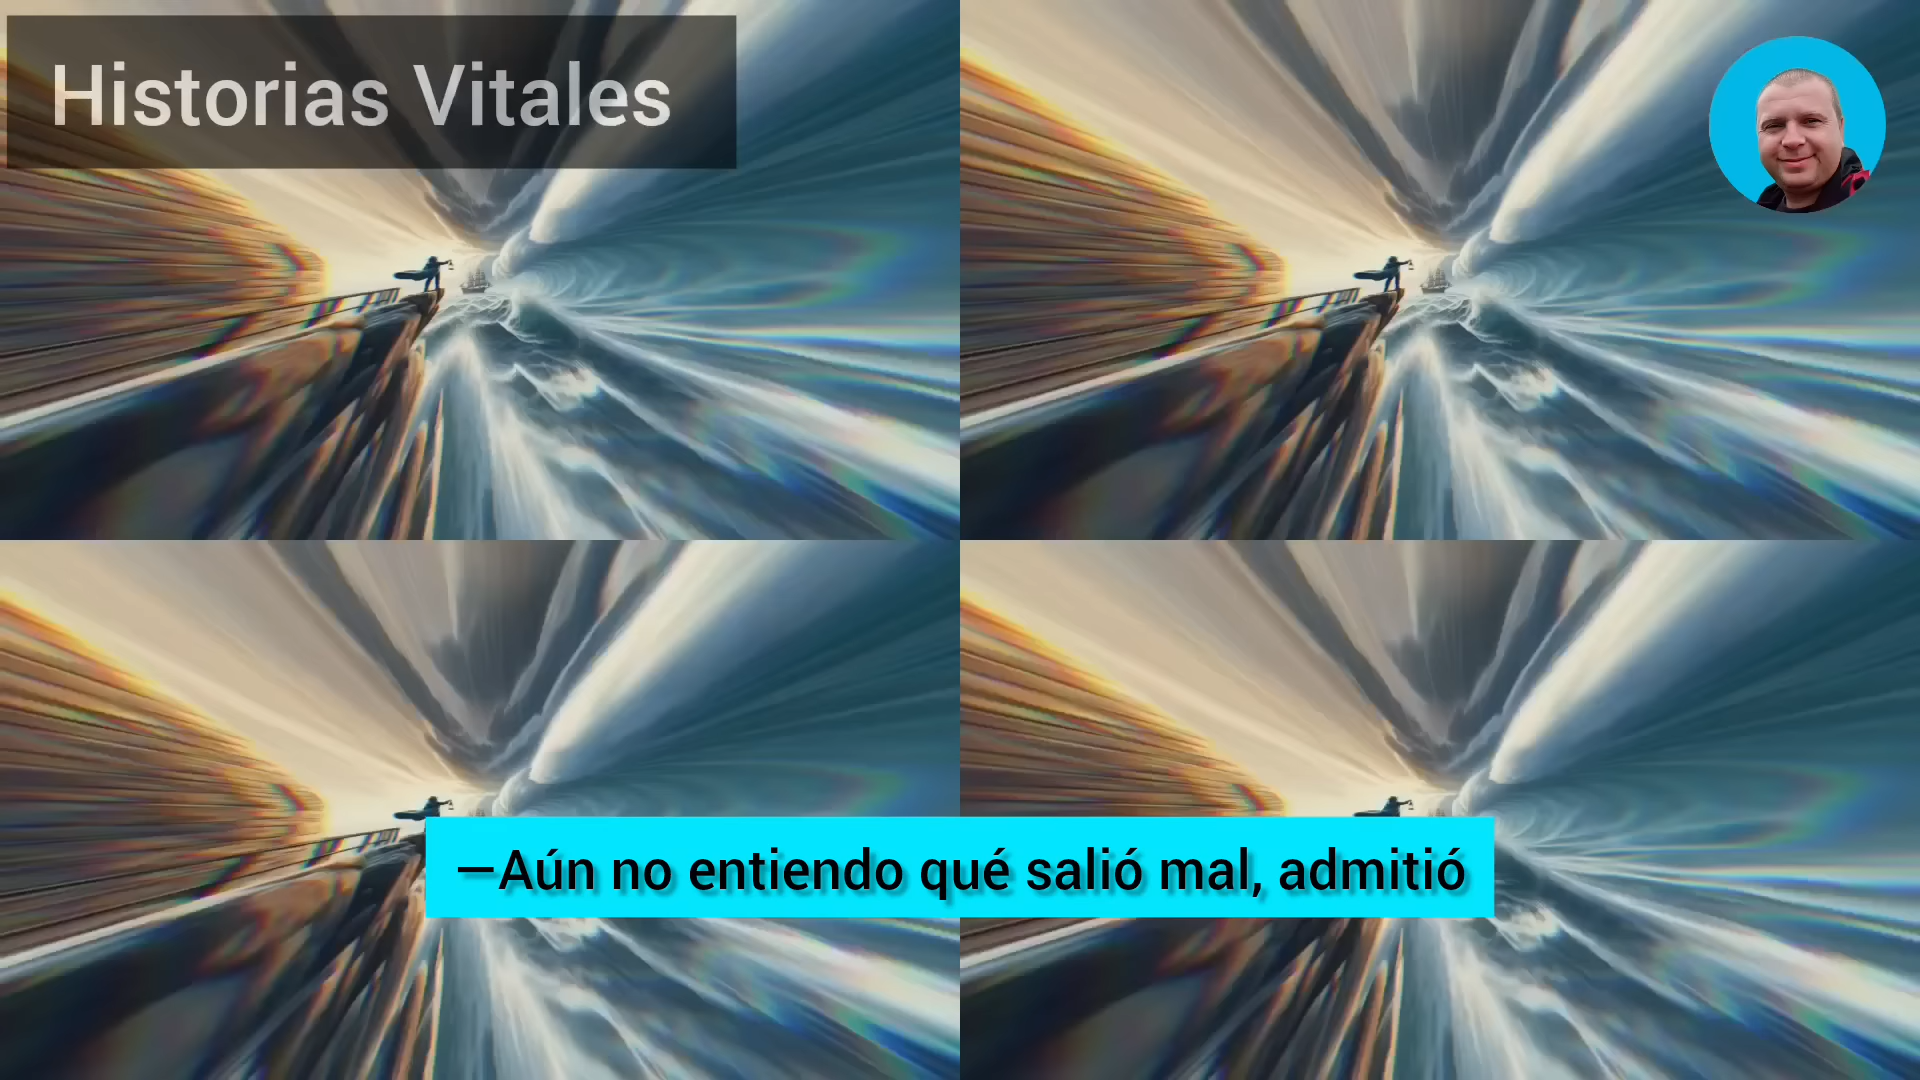 Historias Vitales
—Aún no entiendo qué salió mal, admitió